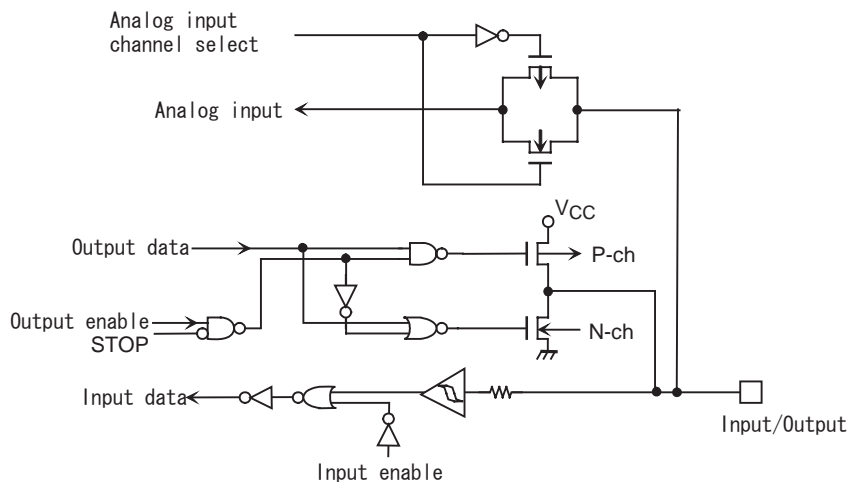 Analog input
channel select
Analog input
VCC
Output data
P-ch
Output enable
STOP
N-ch
Input data
Input/Output
Input enable